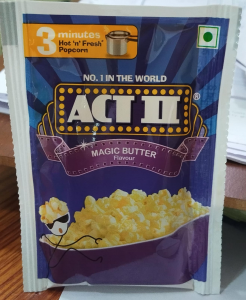 3 minutes
Hot 'n' Fresh
Popcorn
NO. 1 IN THE WORLD
ACT II®
MAGIC BUTTER
Flavour